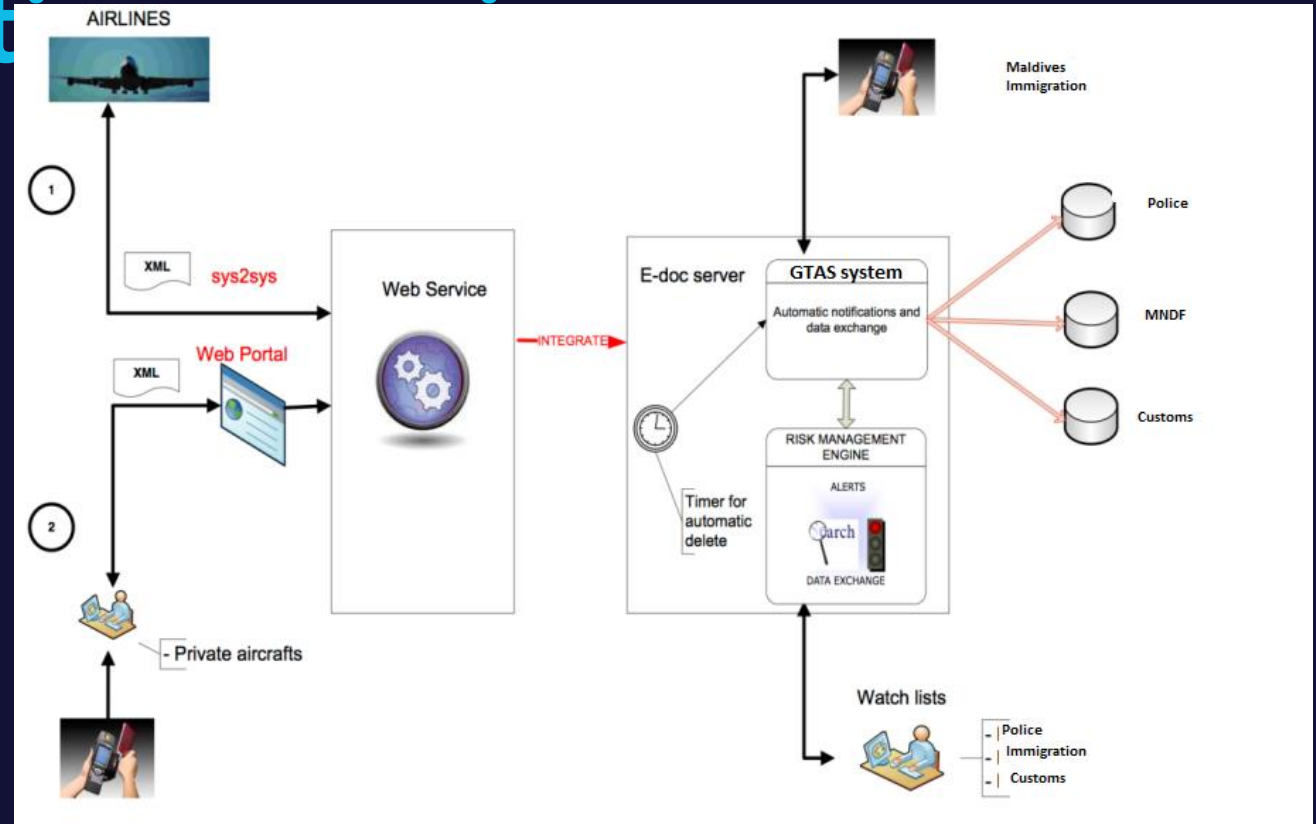 AIRLINES
1
XML
sys2sys
Web Portal
XML
2
- Private aircrafts
Web Service
INTEGRATE
E-doc server
GTAS system
Automatic notifications and
data exchange
Timer for
automatic
delete
RISK MANAGEMENT
ENGINE
ALERTS
arch
DATA EXCHANGE
Maldives
Immigration
Police
MNDF
Customs
Watch lists
- Police
- Immigration
- Customs